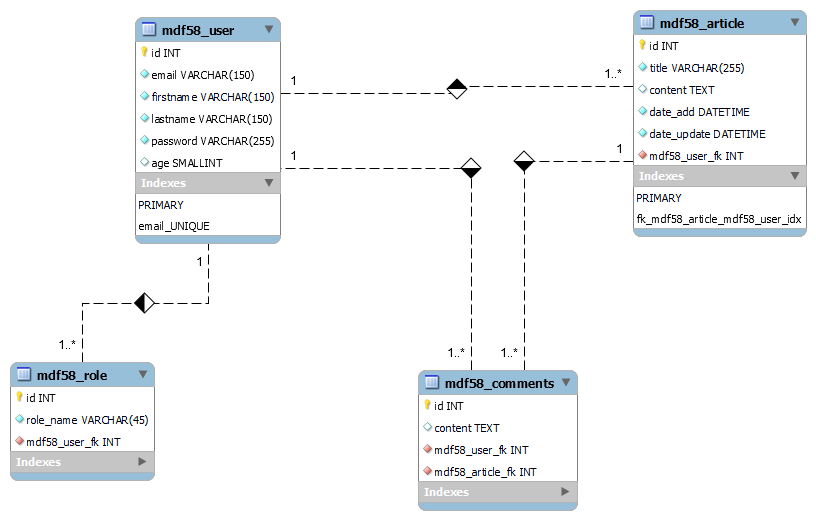 mdf58_user
id INT
email VARCHAR(150)
firstname VARCHAR(150)
lastname VARCHAR(150)
password VARCHAR(255)
age SMALLINT
Indexes
PRIMARY
email_UNIQUE
1
1..*
1
1
1
1..*
1..*
1..*
mdf58_article
id INT
title VARCHAR(255)
content TEXT
date_add DATETIME
date_update DATETIME
mdf58_user_fk INT
Indexes
PRIMARY
fk_mdf58_article_mdf58_user_idx
mdf58_role
id INT
role_name VARCHAR(45)
mdf58_user_fk INT
Indexes
mdf58_comments
id INT
content TEXT
mdf58_user_fk INT
mdf58_article_fk INT
Indexes